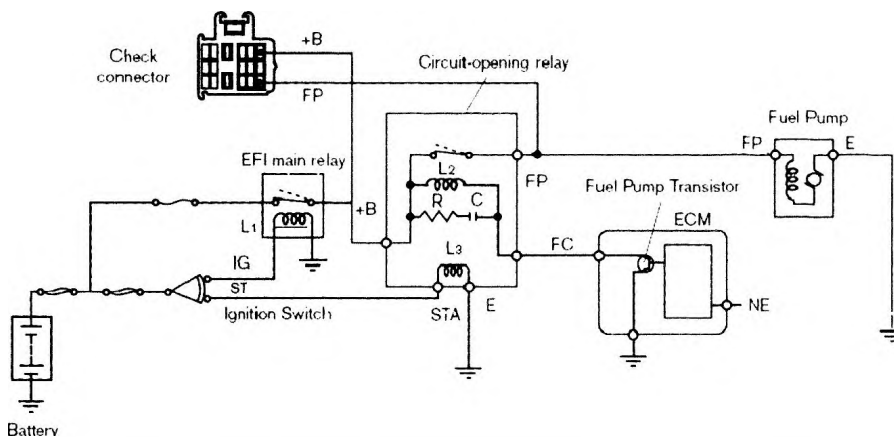 +B
Check
connector
Circuit-opening relay
FP
Fuel Pump
EFI main relay
FP
E
L2
FP
Fuel Pump Transistor
L1
+B
R
C
ECM
FC
L3
IG
ST
NE
Ignition Switch
STA
E
Battery